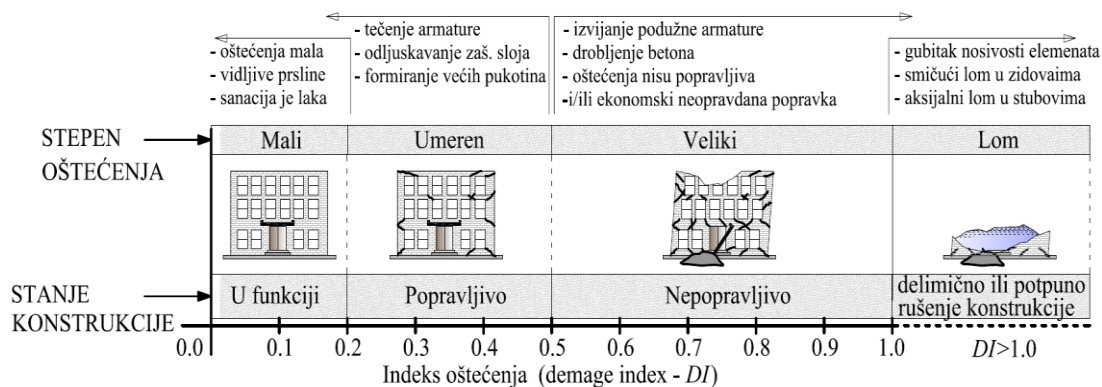 - oštećenja mala
- vidljive prsline
- sanacija je laka
- tečenje armature
- odljuskavanje zaš. sloja
- formiranje većih pukotina
- izvijanje podužne armature
- drobljenje betona
- oštećenja nisu popravljiva
-i/ili ekonomski neopravdana popravka
- gubitak nosivosti elemenata
- smičući lom u zidovaima
- aksijalni lom u stubovima
STEPEN
OŠTEĆENJA
Mali
Umeren
Veliki
Lom
STANJE
KONSTRUKCIJE
U funkciji
Popravljivo
Nepopravljivo
delimično ili potpuno
rušenje konstrukcije
0.0 0.1 0.2 0.3 0.4 0.5 0.6 0.7 0.8 0.9 1.0 DI>1.0
Indeks oštećenja (demage index - DI)